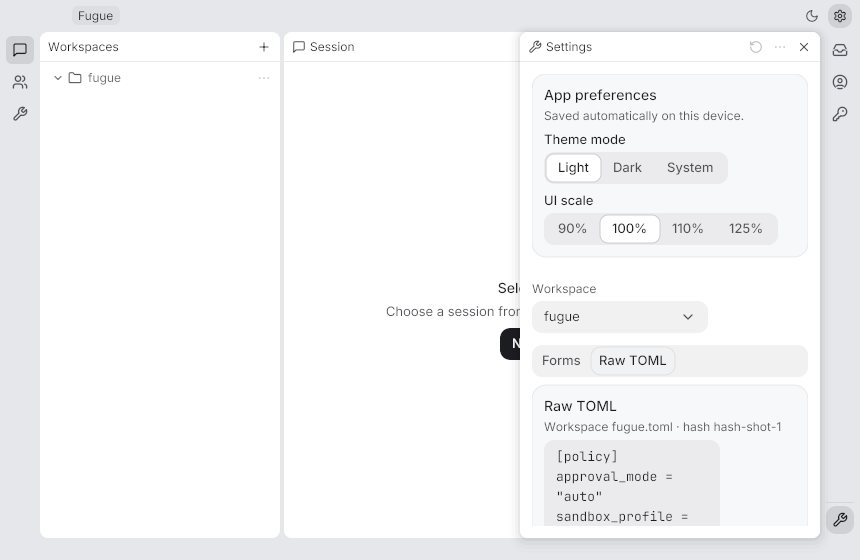 Fugue
Workspaces
fugue
Session
Choose a session from
Settings
App preferences
Saved automatically on this device.
Theme mode
Light Dark System
UI scale
90% 100% 110% 125%
Workspace
fugue
Forms Raw TOML
Raw TOML
Workspace fugue.toml · hash hash-shot-1
[policy]
approval_mode =
"auto"
sandbox_profile =